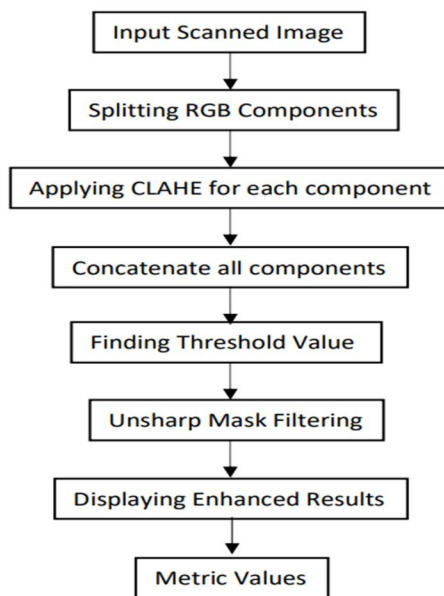 Input Scanned Image
Splitting RGB Components
Applying CLAHE for each component
Concatenate all components
Finding Threshold Value
Unsharp Mask Filtering
Displaying Enhanced Results
Metric Values